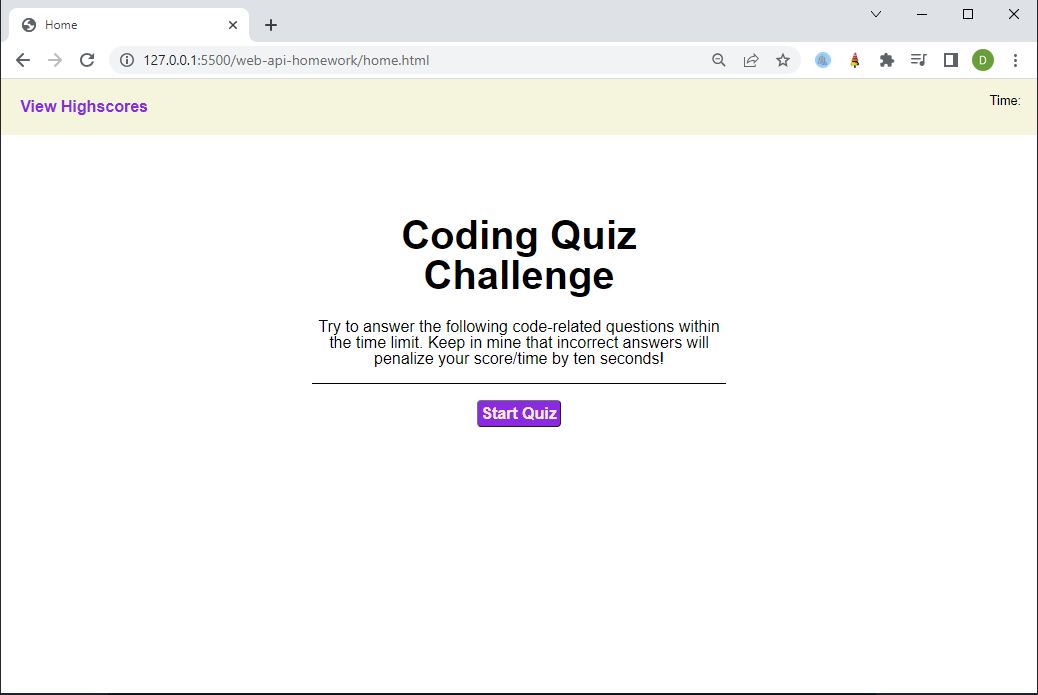 Home
127.0.0.1:5500/web-api-homework/home.html
D
View Highscores
Time:
Coding Quiz
Challenge
Try to answer the following code-related questions within
the time limit. Keep in mine that incorrect answers will
penalize your score/time by ten seconds!
Start Quiz